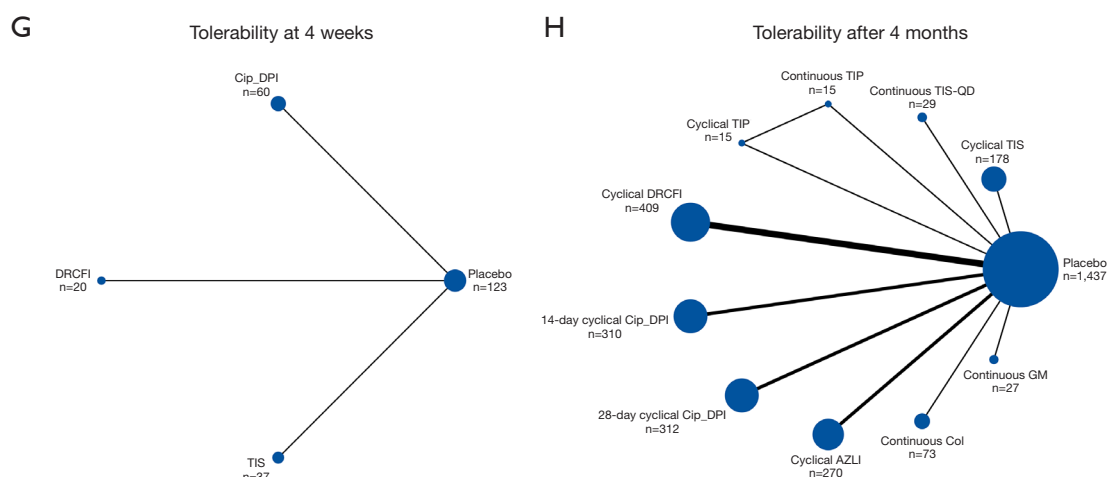 G
Tolerability at 4 weeks
Cip_DPI
n=60
DRCFI
n=20
Placebo
n=123
TIS
n=37
H
Tolerability after 4 months
Continuous TIP
n=15
Continuous TIS-QD
n=29
Cyclical TIP
n=15
Cyclical TIS
n=178
Cyclical DRCFI
n=409
Placebo
n=1,437
14-day cyclical Cip_DPI
n=310
Continuous GM
n=27
28-day cyclical Cip_DPI
n=312
Continuous Col
n=73
Cyclical AZLI
n=270